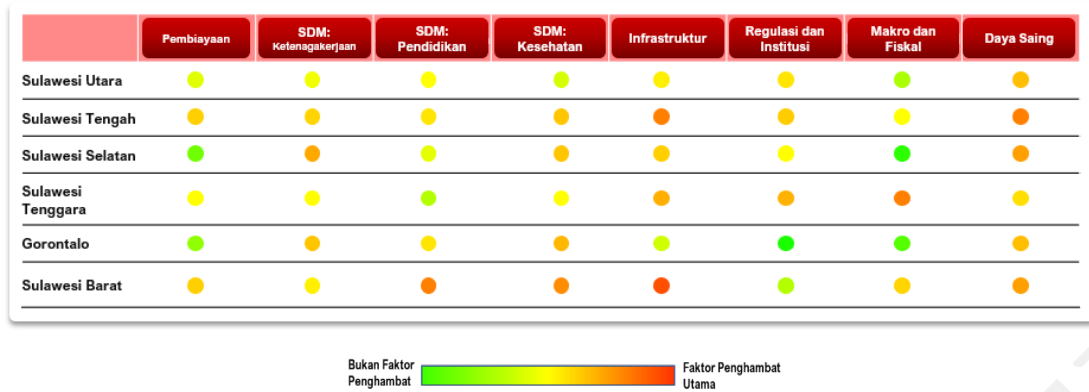 Pembiayaan
SDM:
Ketenagakerjaan
SDM:
Pendidikan
SDM:
Kesehatan
Infrastruktur
Regulasi dan
Institusi
Makro dan
Fiskal
Daya Saing
Sulawesi Utara
Sulawesi Tengah
Sulawesi Selatan
Sulawesi
Tenggara
Gorontalo
Sulawesi Barat
Bukan Faktor
Penghambat
Faktor Penghambat
Utama